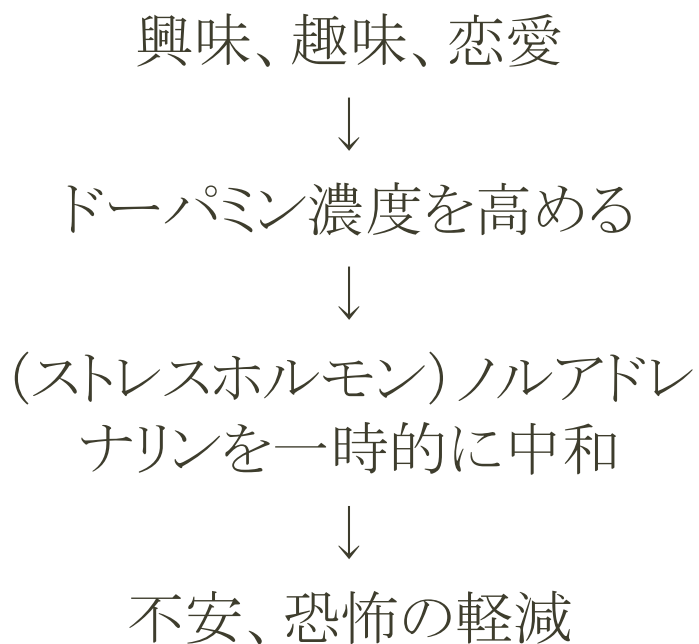 興味、趣味、恋愛
↓
ドーパミン濃度を高める
↓
(ストレスホルモン)ノルアドレ
ナリンを一時的に中和
↓
不安、恐怖の軽減